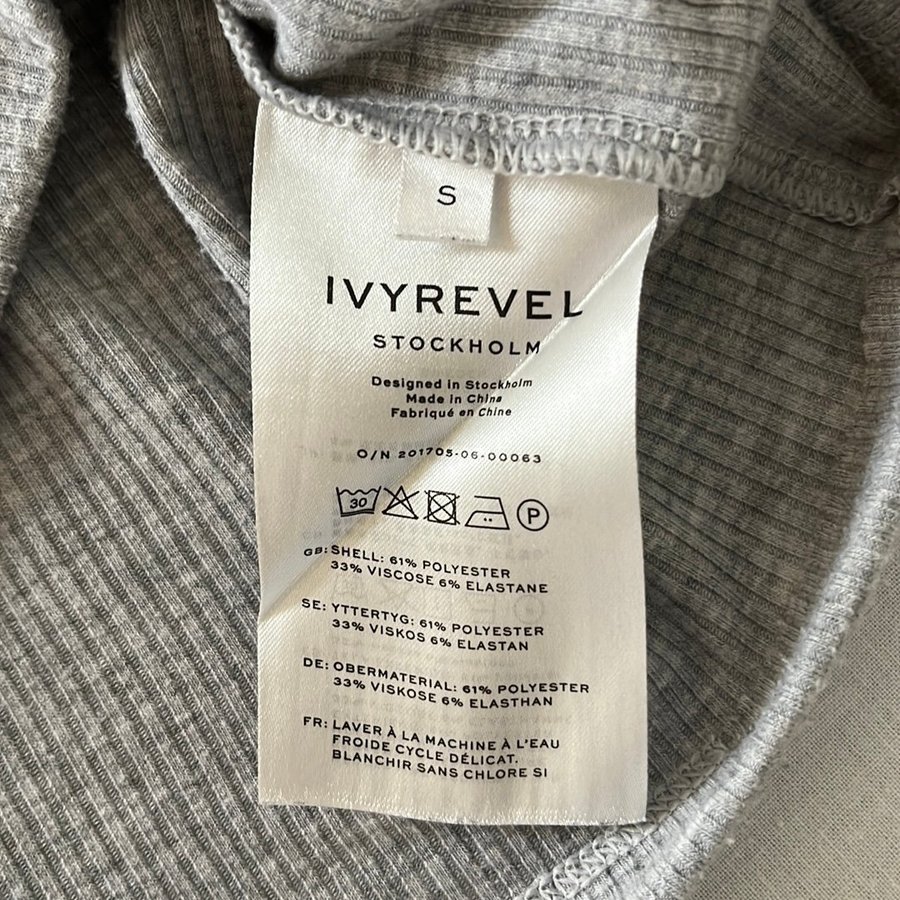 S
IVYREVEL
STOCKHOLM
Designed in Stockholm
Made in China
Fabriqué en Chine
O/N 201705-06-00063
30 P
GB: SHELL: 61% POLYESTER
33% VISCOSE 6% ELASTANE
SE: YTTERTYG: 61% POLYESTER
33% VISKOS 6% ELASTAN
DE: OBERMATERIAL: 61% POLYESTER
33% VISKOSE 6% ELASTHAN
FR: LAVER À LA MACHINE À L'EAU
FROIDE CYCLE DÉLICAT.
BLANCHIR SANS CHLORE SI